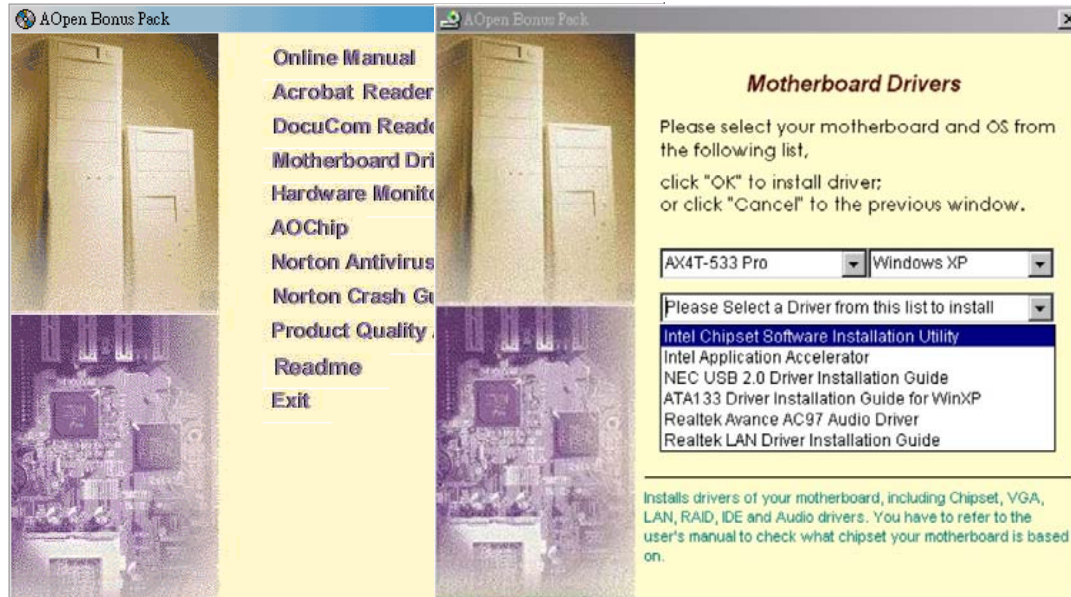 AOpen Bonus Pack
Online Manual
Acrobat Reader
DocuCom Reade
Motherboard Dri
Hardware Monito
AOChip
Norton Antivirus
Norton Crash Gu
Product Quality
Readme
Exit
AOpen Bonus Pack
Motherboard Drivers
Please select your motherboard and OS from
the following list,
click "OK" to install driver;
or click "Cancel" to the previous window.
AX4T-533 Pro
Windows XP
Please Select a Driver from this list to install
Intel Chipset Software Installation Utility
Intel Application Accelerator
NEC USB 2.0 Driver Installation Guide
ATA133 Driver Installation Guide for WinXP
Realtek Avance AC97 Audio Driver
Realtek LAN Driver Installation Guide
Installs drivers of your motherboard, including Chipset, VGA,
LAN, RAID, IDE and Audio drivers. You have to refer to the
user's manual to check what chipset your motherboard is based
on.